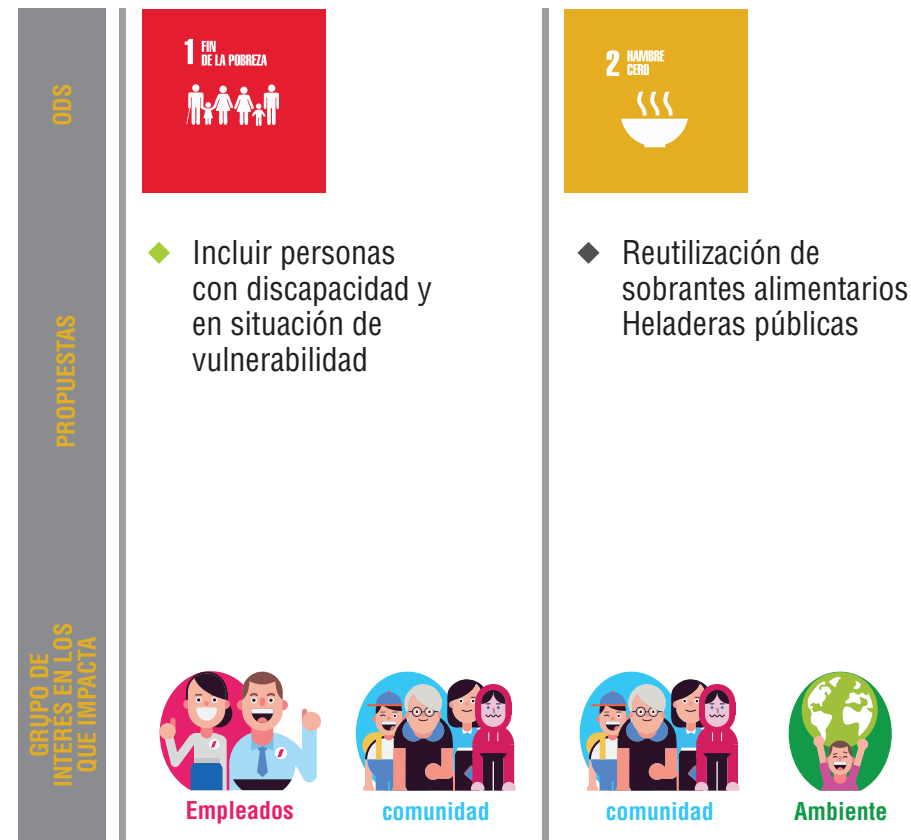 ODS
1 FIN
DE LA POBREZA
2 HAMBRE
CERO
PROPUESTAS
Incluir personas
con discapacidad y
en situación de
vulnerabilidad
Reutilización de
sobrantes alimentarios
Heladeras públicas
GRUPO DE
INTERES EN LOS
QUE IMPACTA
Empleados
comunidad
comunidad
Ambiente